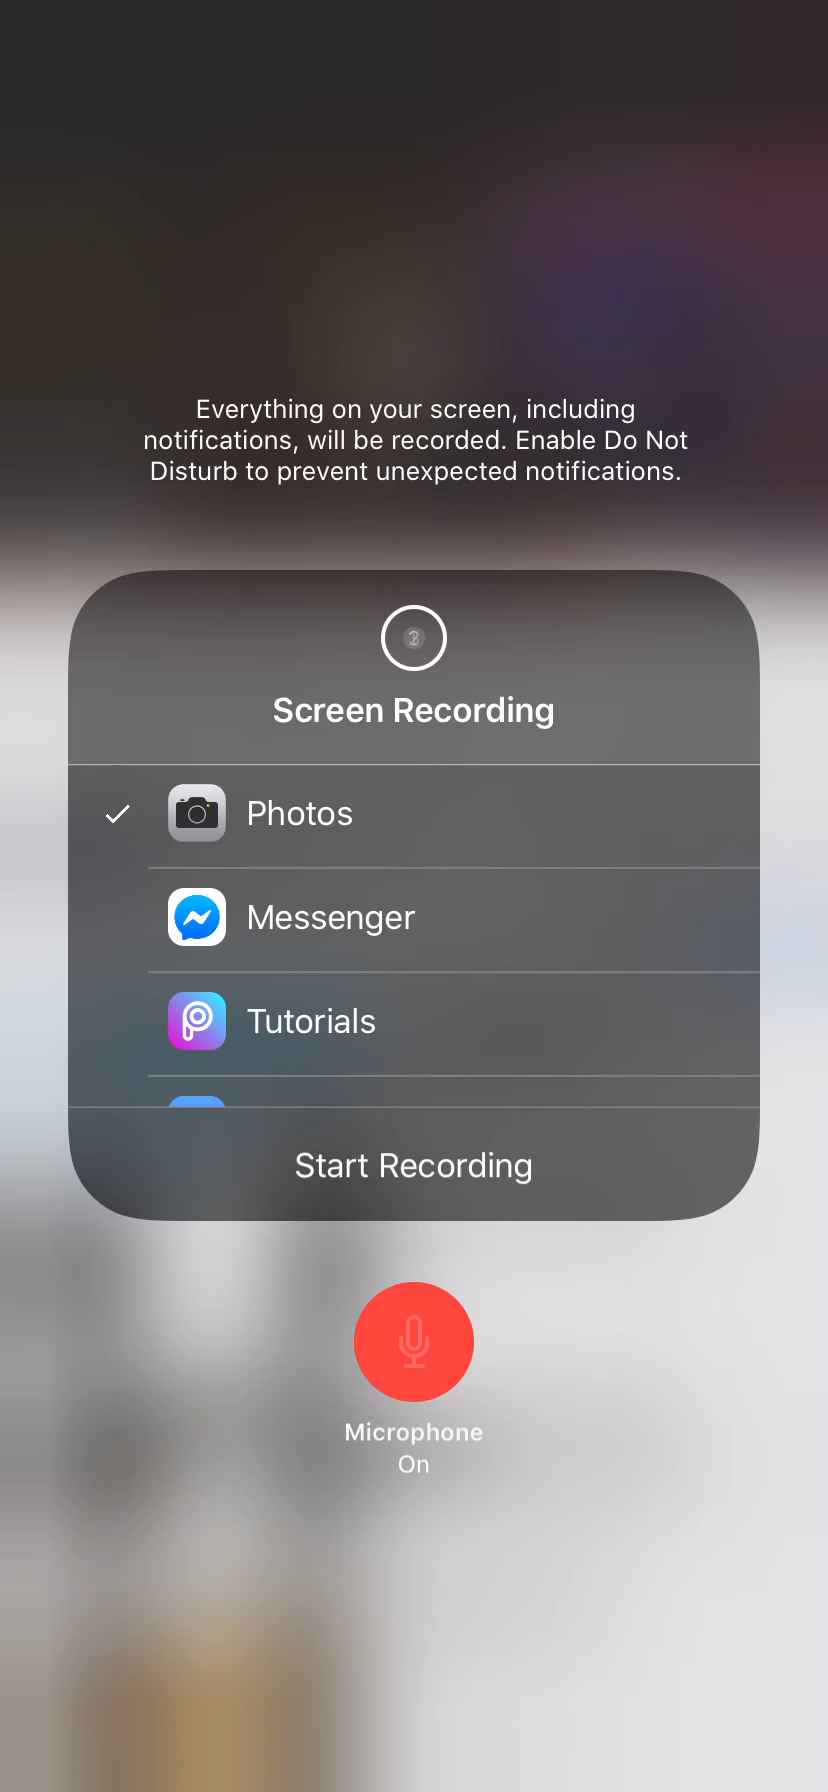 Everything on your screen, including
notifications, will be recorded. Enable Do Not
Disturb to prevent unexpected notifications.
Screen Recording
Photos
Messenger
Tutorials
Start Recording
Microphone
On